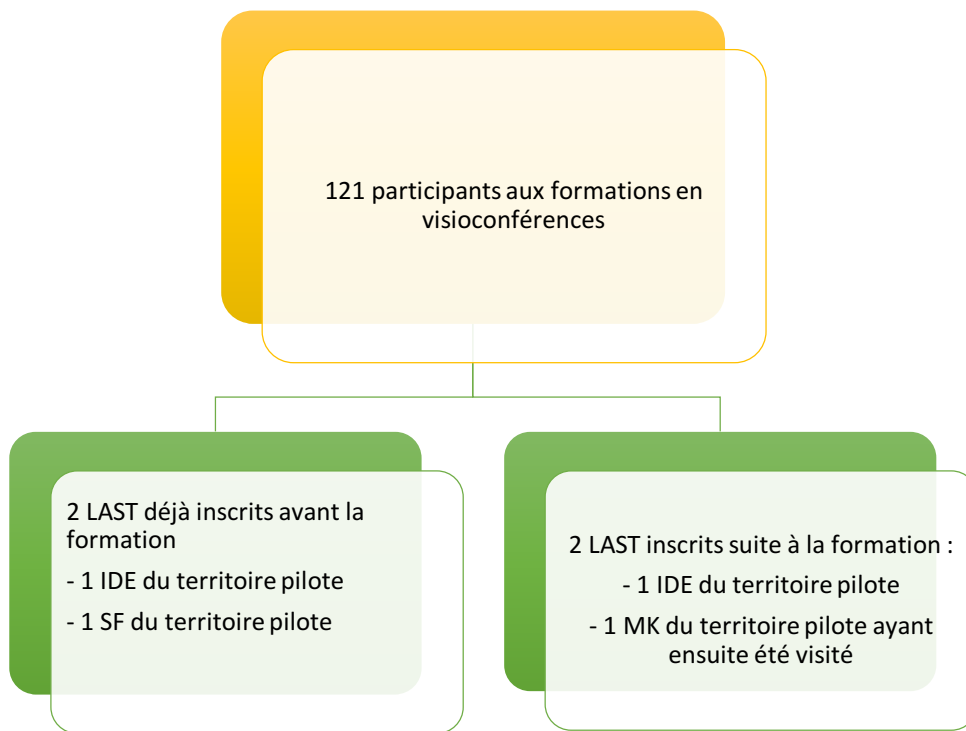 121 participants aux formations en
visioconférences
2 LAST déjà inscrits avant la
formation
- 1 IDE du territoire pilote
- 1 SF du territoire pilote
2 LAST inscrits suite à la formation :
- 1 IDE du territoire pilote
- 1 MK du territoire pilote ayant
ensuite été visité